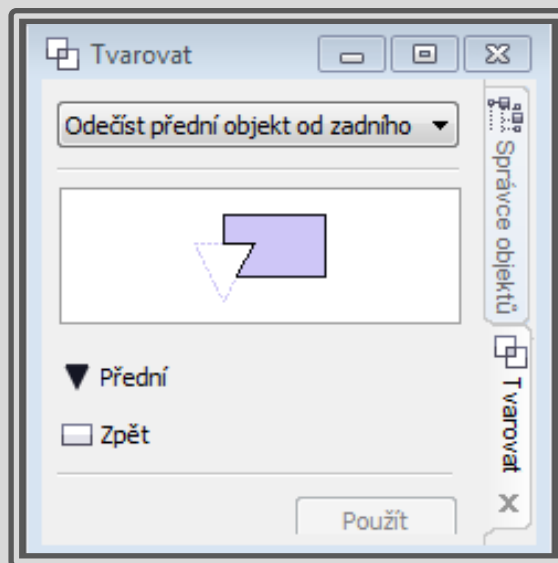 Tvarovat
Odečíst přední objekt od zadního
Přední
Zpět
Použít
Správce objektů
Tvarovat